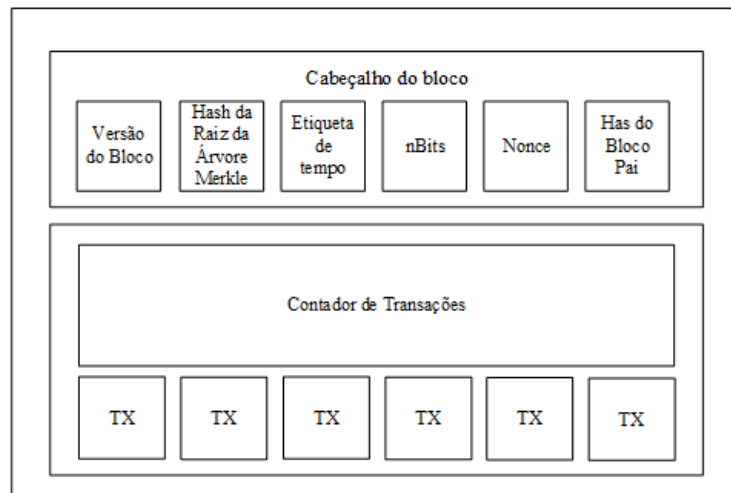 Cabeçalho do bloco
Versão
do Bloco
Hash da
Raiz da
Árvore
Merkle
Etiqueta
de
tempo
nBits
Nonce
Has do
Bloco
Pai
Contador de Transações
TX
TX
TX
TX
TX
TX